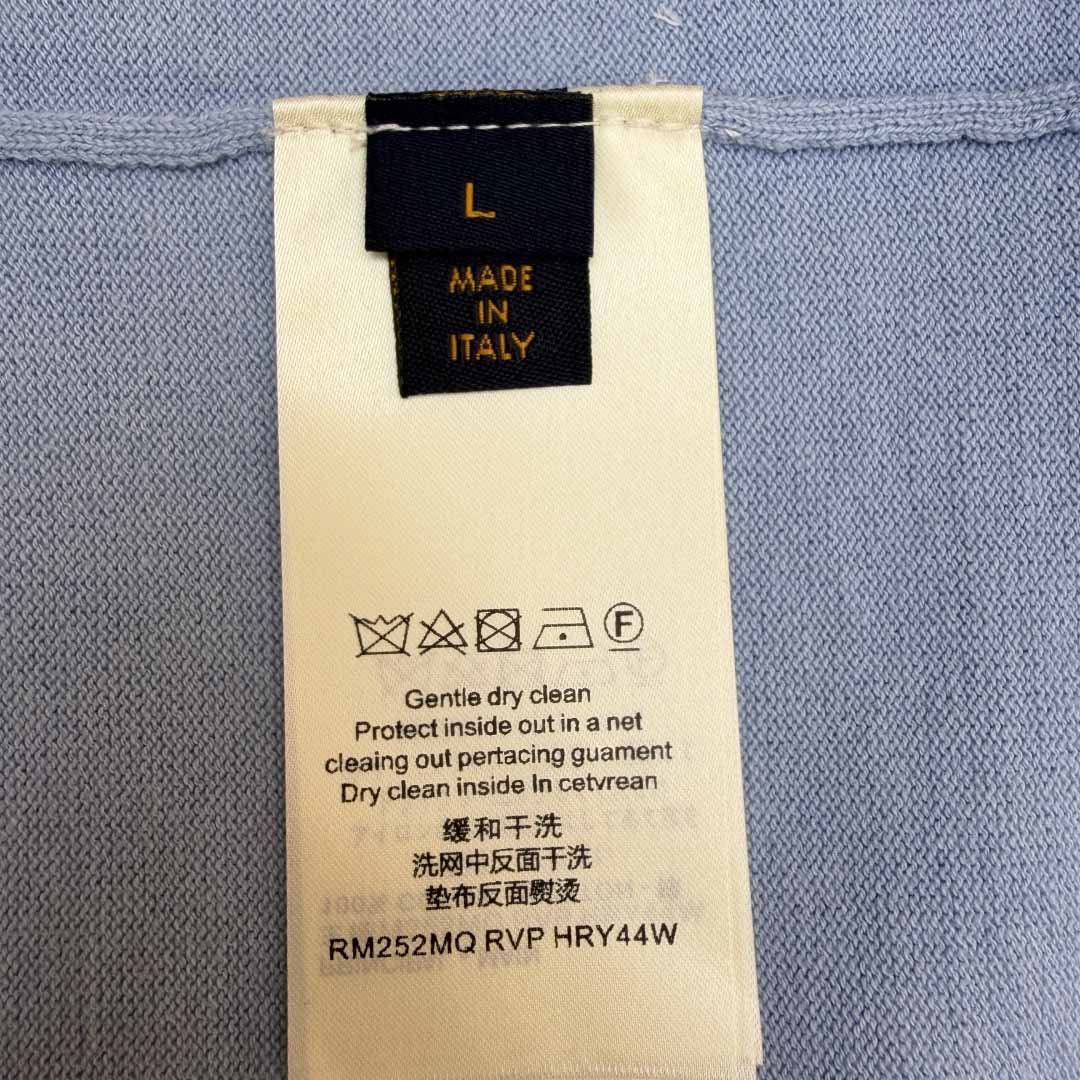 L
MADE
IN
ITALY
F
Gentle dry clean
Protect inside out in a net
cleaing out pertacing guament
Dry clean inside In cetvrean
缓和干洗
洗网中反面干洗
垫布反面熨烫
RM252MQ RVP HRY44W